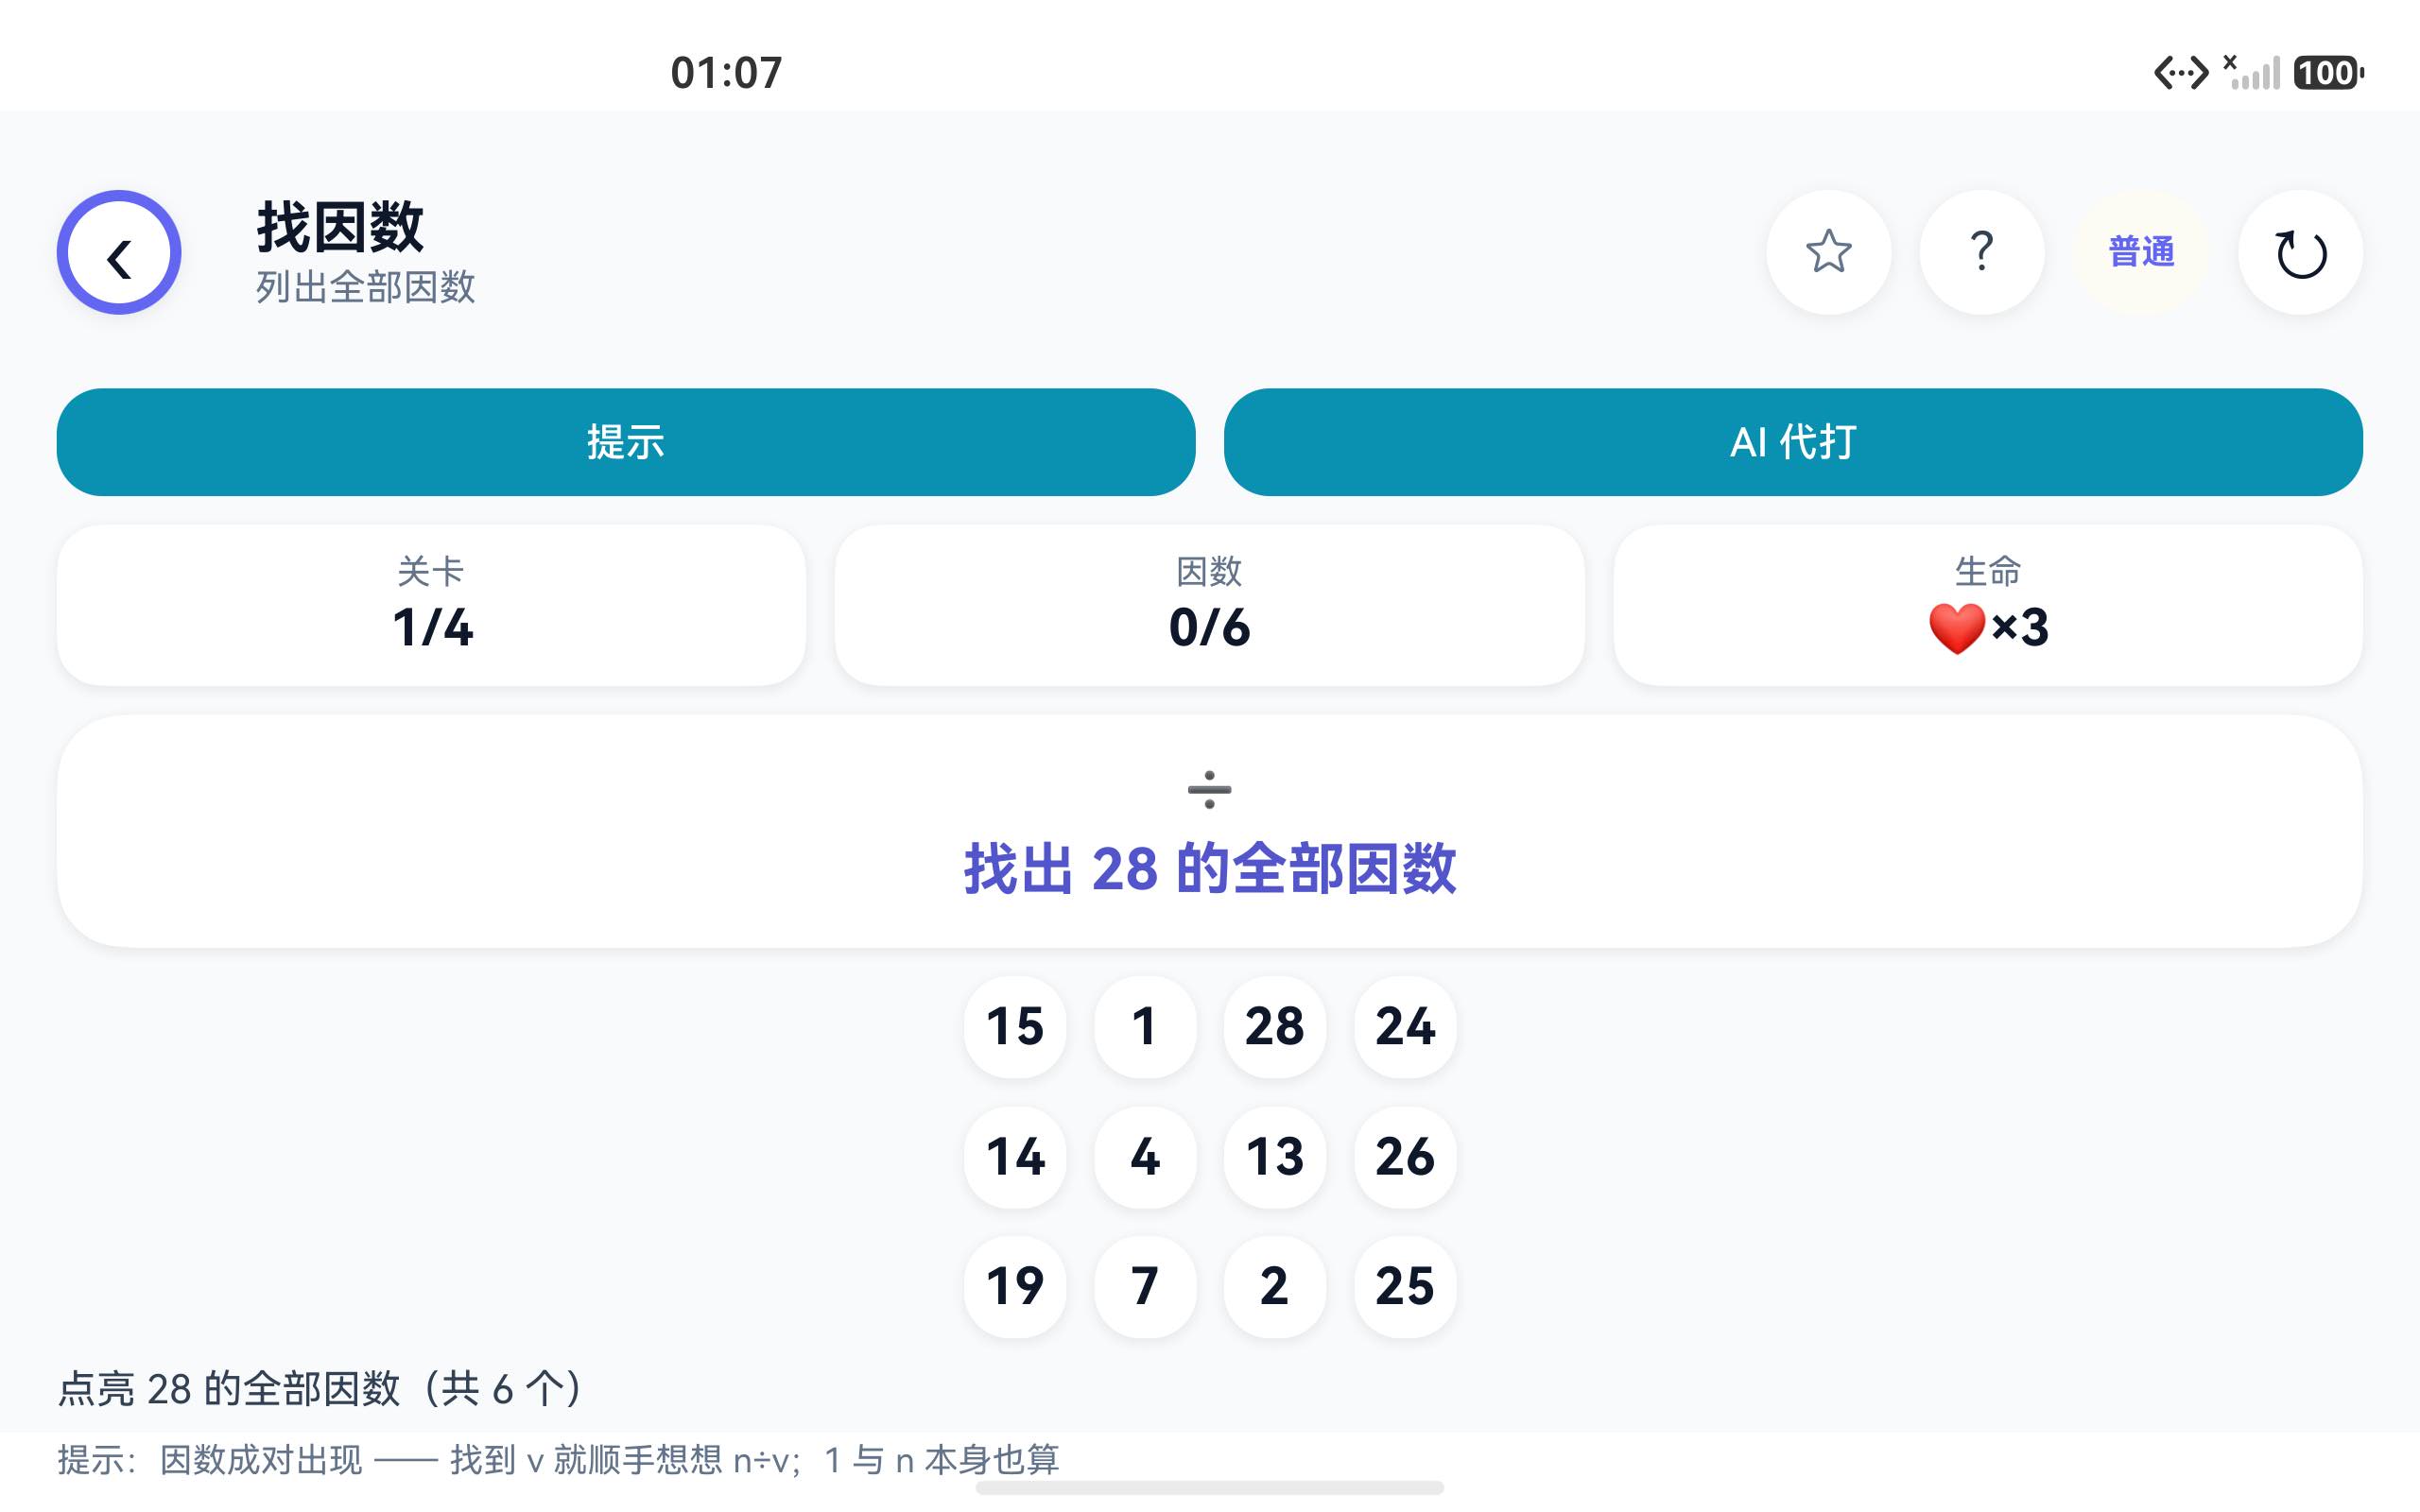 01:07
100
找因数
列出全部因数
?
普通
提示
AI 代打
关卡
1/4
因数
0/6
生命
❤️×3
÷
找出 28 的全部因数
15 1 28 24
14 4 13 26
19 7 2 25
点亮 28 的全部因数（共 6 个）
提示：因数成对出现 —— 找到 v 就顺手想想 n÷v；1 与 n 本身也算